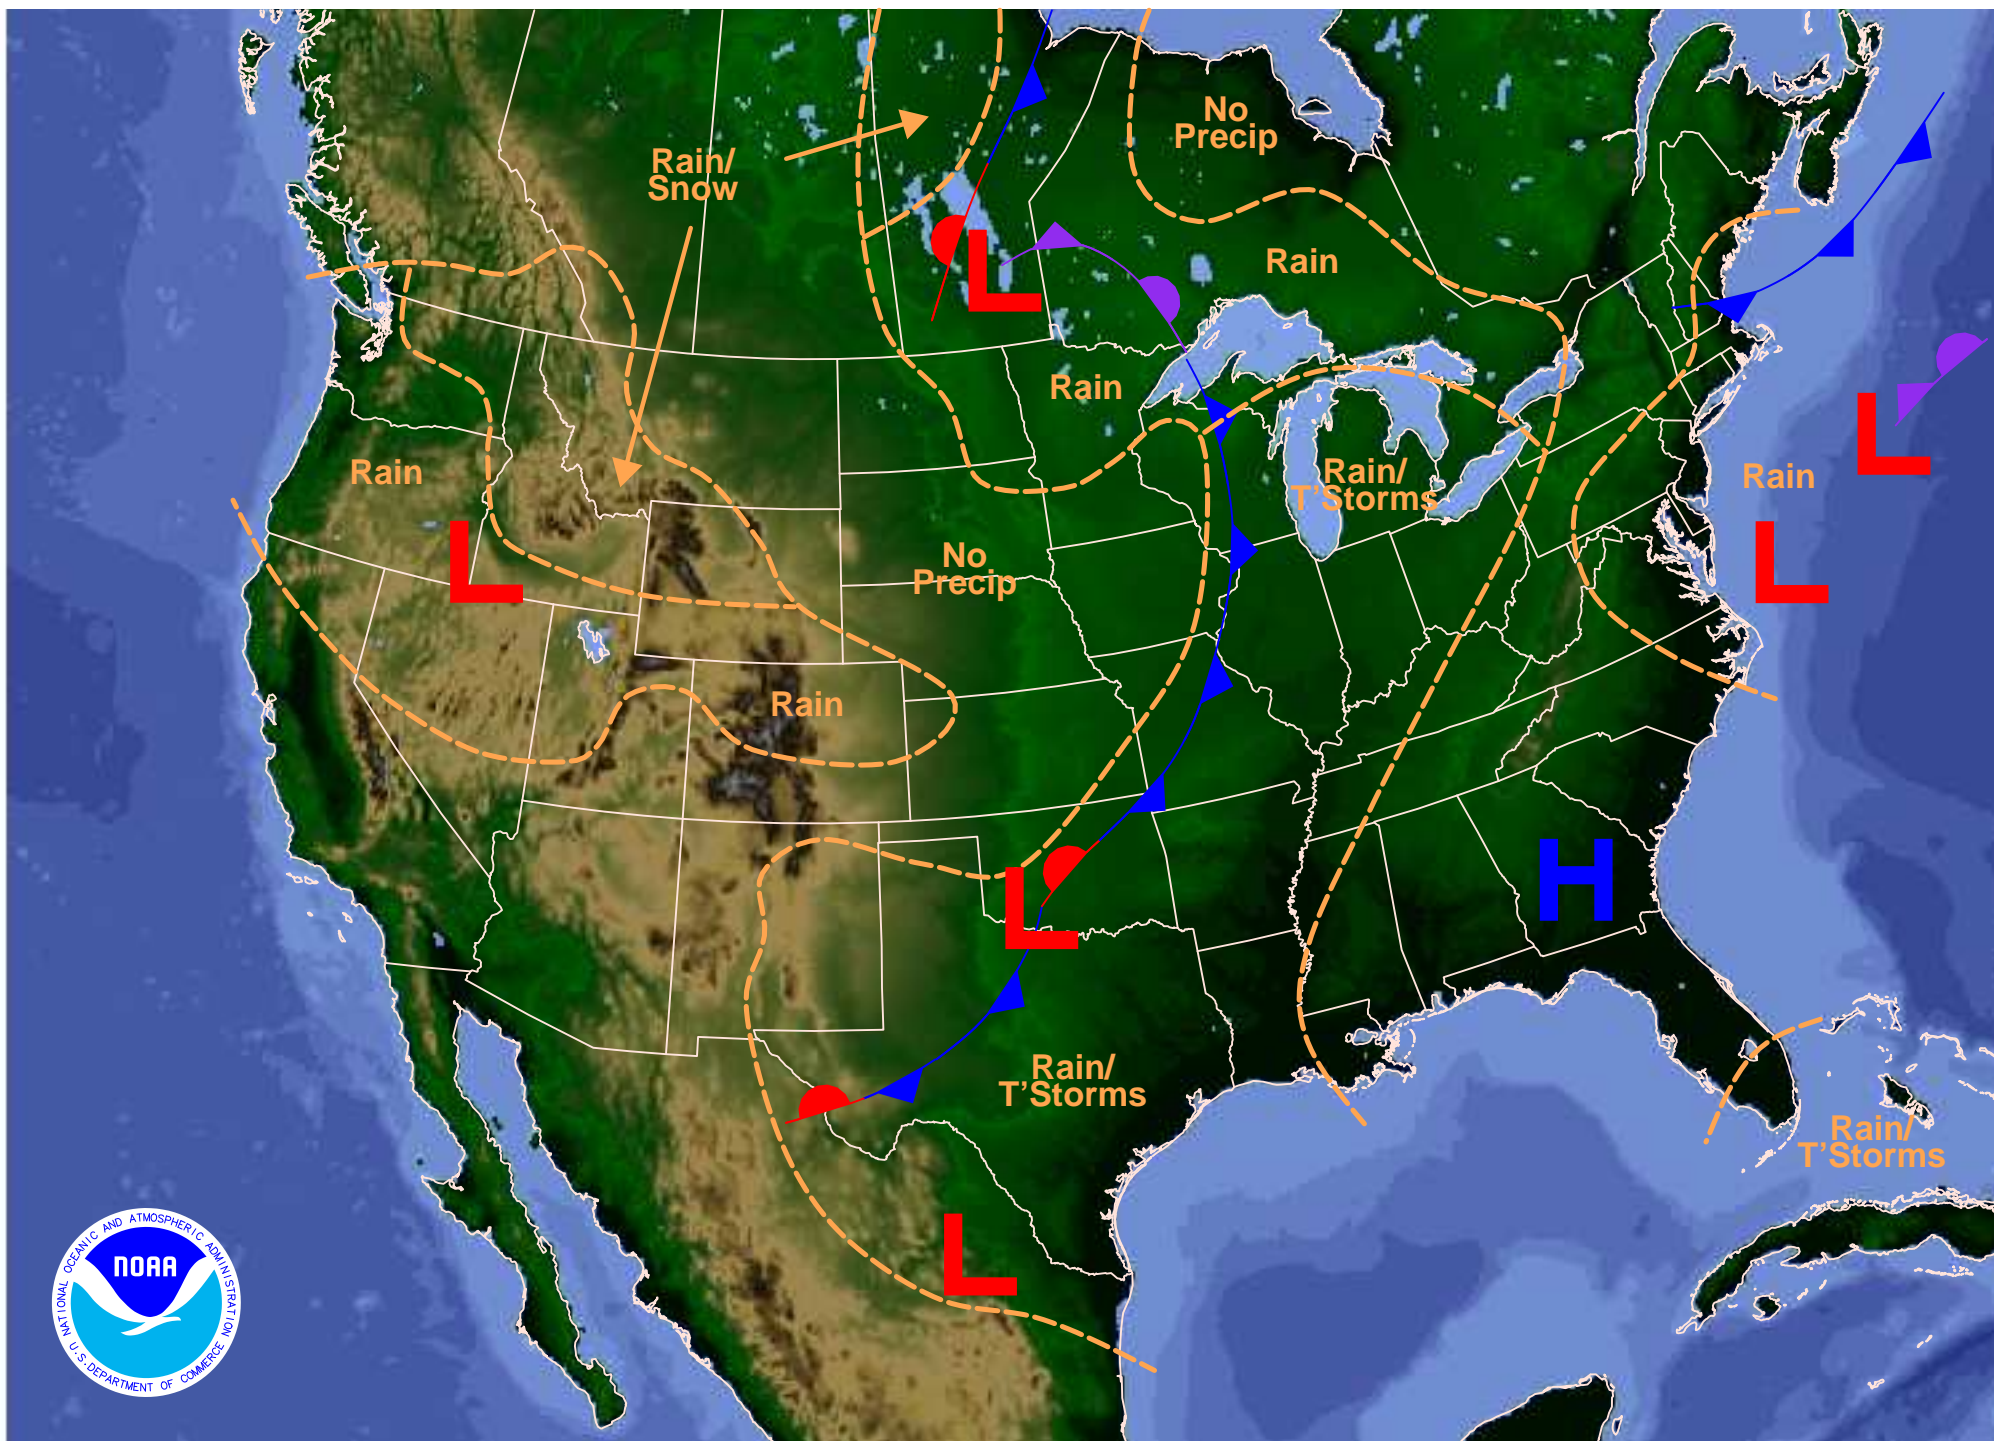 No
Precip
Rain/
Snow
Rain
L
Rain
Rain
Rain/
T'Storms
Rain
L
Rain
L
L
No
Precip
L
Rain
H
L
Rain/
T'Storms
Rain/
T'Storms
L
NATIONAL OCEANIC AND ATMOSPHERIC ADMINISTRATION
NOAA
U.S. DEPARTMENT OF COMMERCE